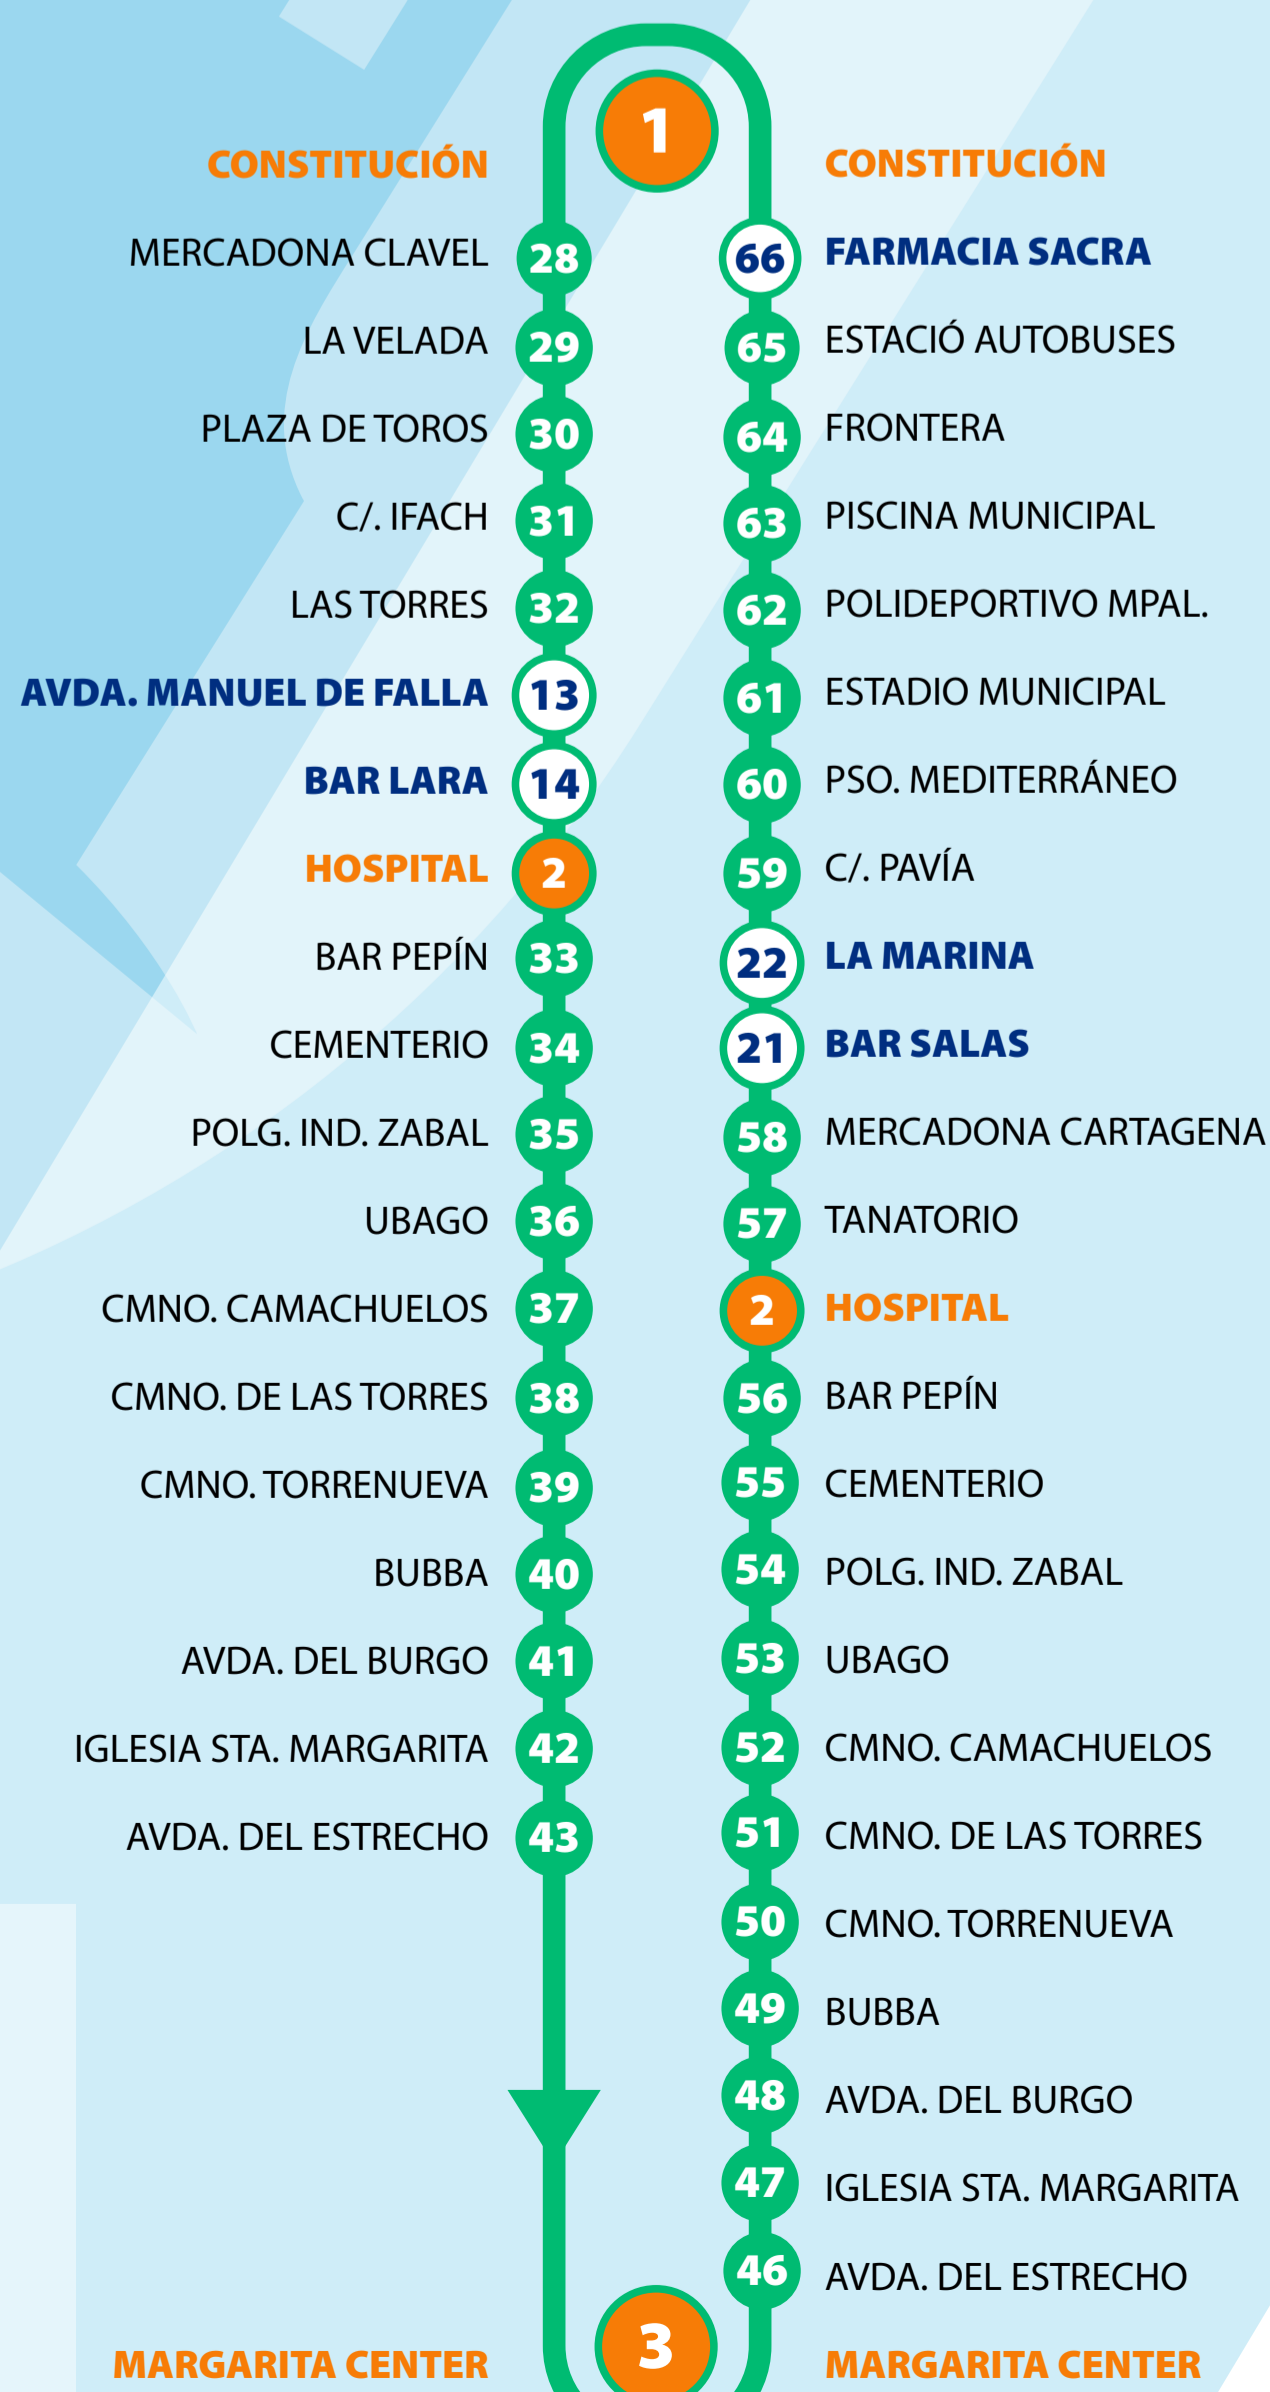 1
CONSTITUCIÓN
MERCADONA CLAVEL 28
LA VELADA 29
PLAZA DE TOROS 30
C/. IFACH 31
LAS TORRES 32
AVDA. MANUEL DE FALLA 13
BAR LARA 14
HOSPITAL 2
BAR PEPÍN 33
CEMENTERIO 34
POLG. IND. ZABAL 35
UBAGO 36
CMNO. CAMACHUELOS 37
CMNO. DE LAS TORRES 38
CMNO. TORRENUEVA 39
BUBBA 40
AVDA. DEL BURGO 41
IGLESIA STA. MARGARITA 42
AVDA. DEL ESTRECHO 43
MARGARITA CENTER
CONSTITUCIÓN
66 FARMACIA SACRA
65 ESTACIÓ AUTOBUSES
64 FRONTERA
63 PISCINA MUNICIPAL
62 POLIDEPORTIVO MPAL.
61 ESTADIO MUNICIPAL
60 PSO. MEDITERRÁNEO
59 C/. PAVÍA
22 LA MARINA
21 BAR SALAS
58 MERCADONA CARTAGENA
57 TANATORIO
2 HOSPITAL
56 BAR PEPÍN
55 CEMENTERIO
54 POLG. IND. ZABAL
53 UBAGO
52 CMNO. CAMACHUELOS
51 CMNO. DE LAS TORRES
50 CMNO. TORRENUEVA
49 BUBBA
48 AVDA. DEL BURGO
47 IGLESIA STA. MARGARITA
46 AVDA. DEL ESTRECHO
3
MARGARITA CENTER